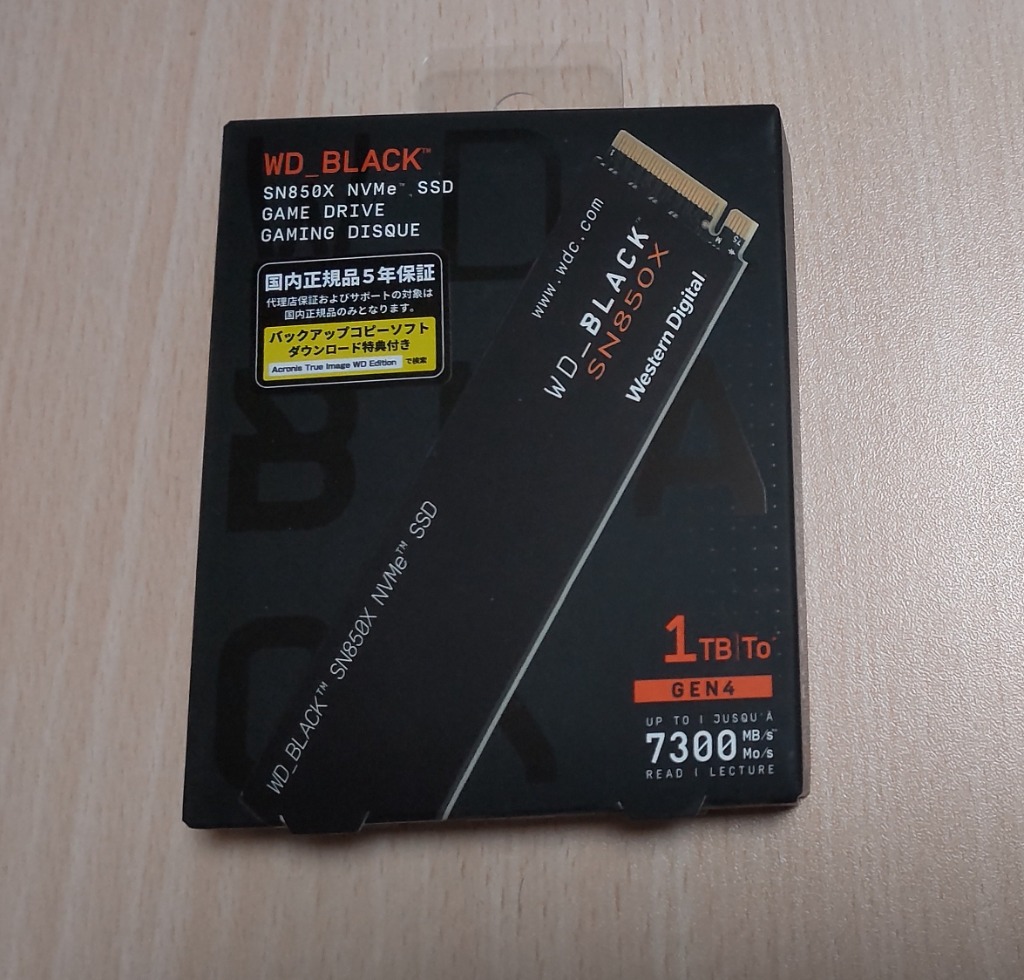 WD_BLACK™
SN850X NVMe™ SSD
GAME DRIVE
GAMING DISQUE
国内正規品5年保証
代理店保証およびサポートの対象は
国内正規品のみとなります。
バックアップコピーソフト
ダウンロード特典付き
Acronis True Image WD Edition で検索
www.wdc.com
WD_BLACK™
SN850X
Western Digital
WD_BLACK™ SN850X NVMe™ SSD
1TB|To
GEN4
UP TO | JUSQU'À
7300 MB/s
Mo/s
READ | LECTURE